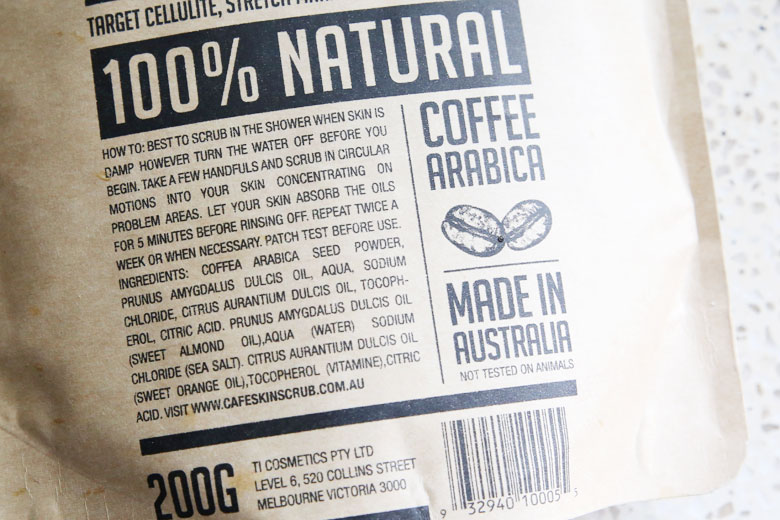 TARGET CELLULITE, STRETCH
100% NATURAL
HOW TO: BEST TO SCRUB IN THE SHOWER WHEN SKIN IS
DAMP HOWEVER TURN THE WATER OFF BEFORE YOU
BEGIN. TAKE A FEW HANDFULS AND SCRUB IN CIRCULAR
MOTIONS INTO YOUR SKIN CONCENTRATING ON
PROBLEM AREAS. LET YOUR SKIN ABSORB THE OILS
FOR 5 MINUTES BEFORE RINSING OFF. REPEAT TWICE A
WEEK OR WHEN NECESSARY. PATCH TEST BEFORE USE.
INGREDIENTS: COFFEA ARABICA SEED POWDER,
PRUNUS AMYGDALUS DULCIS OIL, AQUA, SODIUM
CHLORIDE, CITRUS AURANTIUM DULCIS OIL, TOCOPH-
EROL, CITRIC ACID. PRUNUS AMYGDALUS DULCIS OIL
(SWEET ALMOND OIL),AQUA (WATER) SODIUM
CHLORIDE (SEA SALT). CITRUS AURANTIUM DULCIS OIL
(SWEET ORANGE OIL),TOCOPHEROL (VITAMINE),CITRIC
ACID. VISIT WWW.CAFESKINSCRUB.COM.AU
COFFEE
ARABICA
MADE IN
AUSTRALIA
NOT TESTED ON ANIMALS
200G
TI COSMETICS PTY LTD
LEVEL 6, 520 COLLINS STREET
MELBOURNE VICTORIA 3000
9 32940 10005